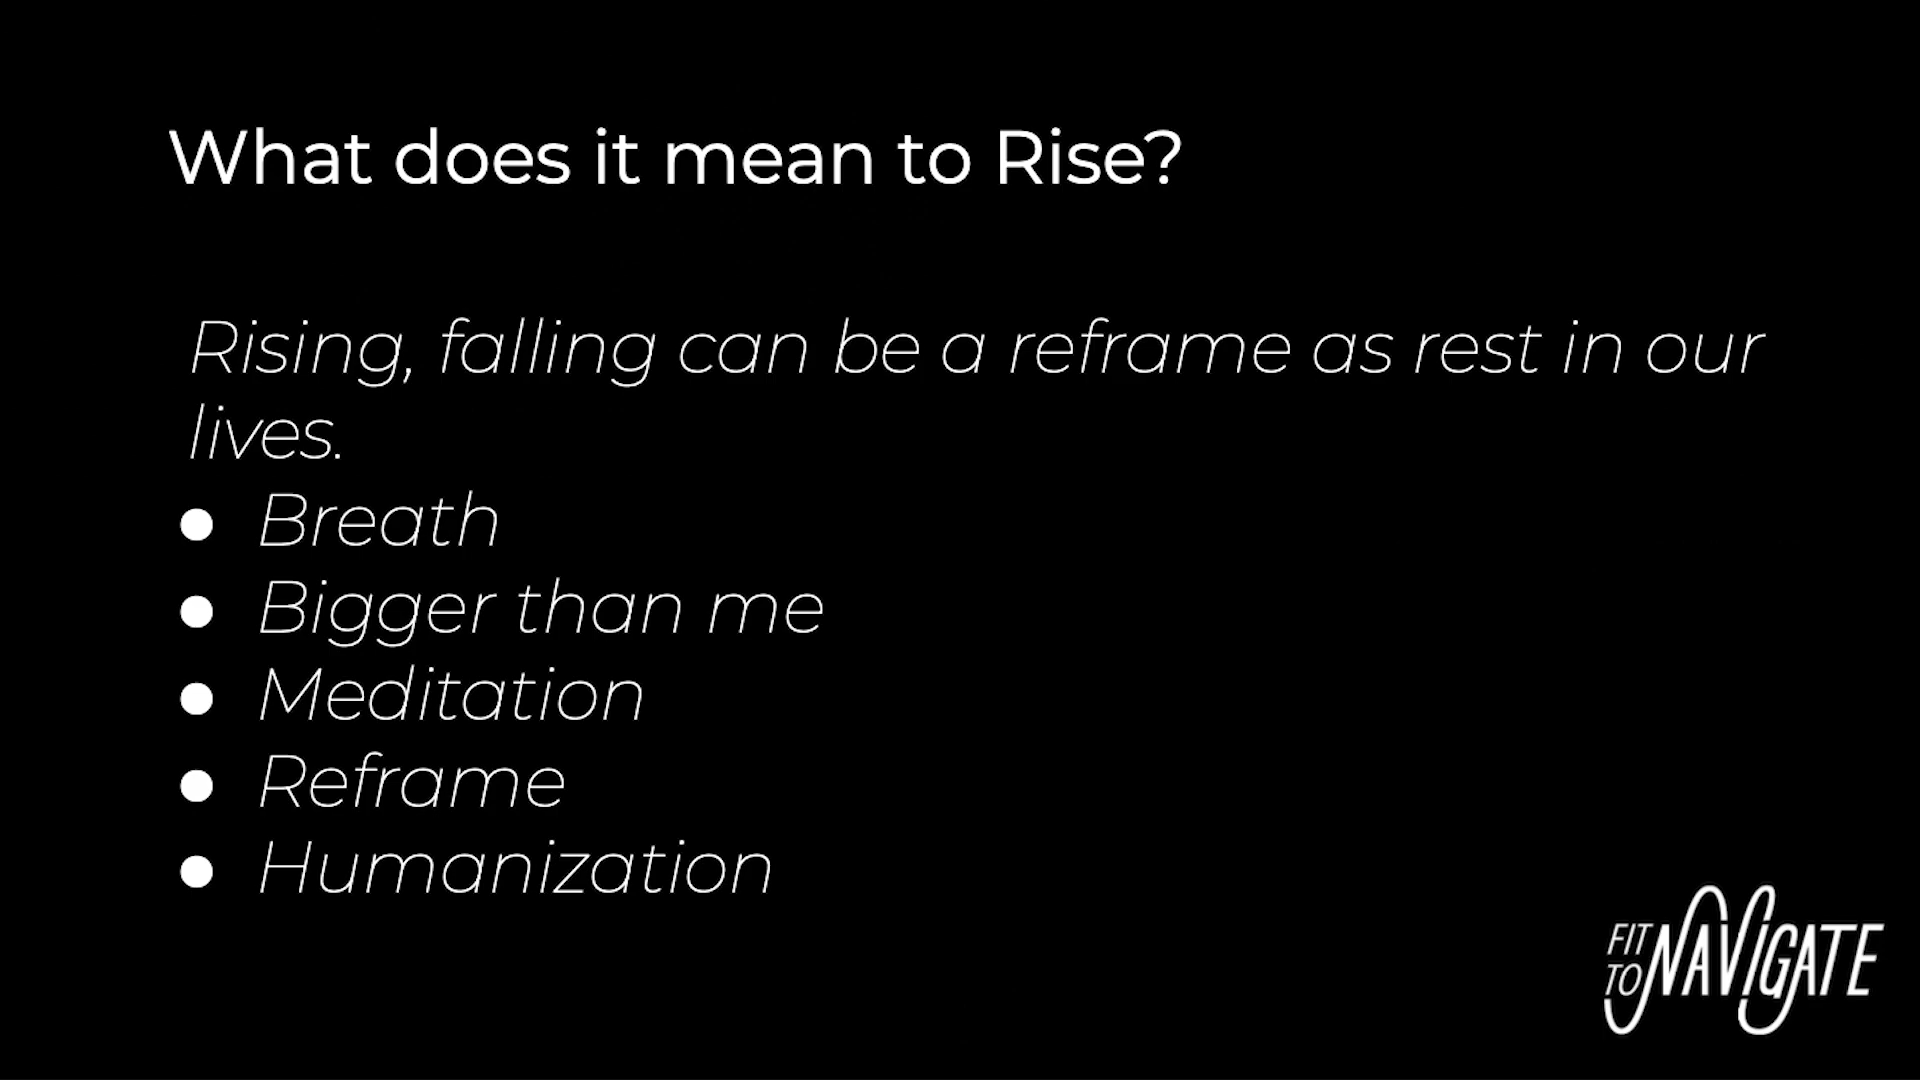 What does it mean to Rise?
Rising, falling can be a reframe as rest in our
lives.
● Breath
● Bigger than me
● Meditation
● Reframe
● Humanization
FIT
TO NAVIGATE